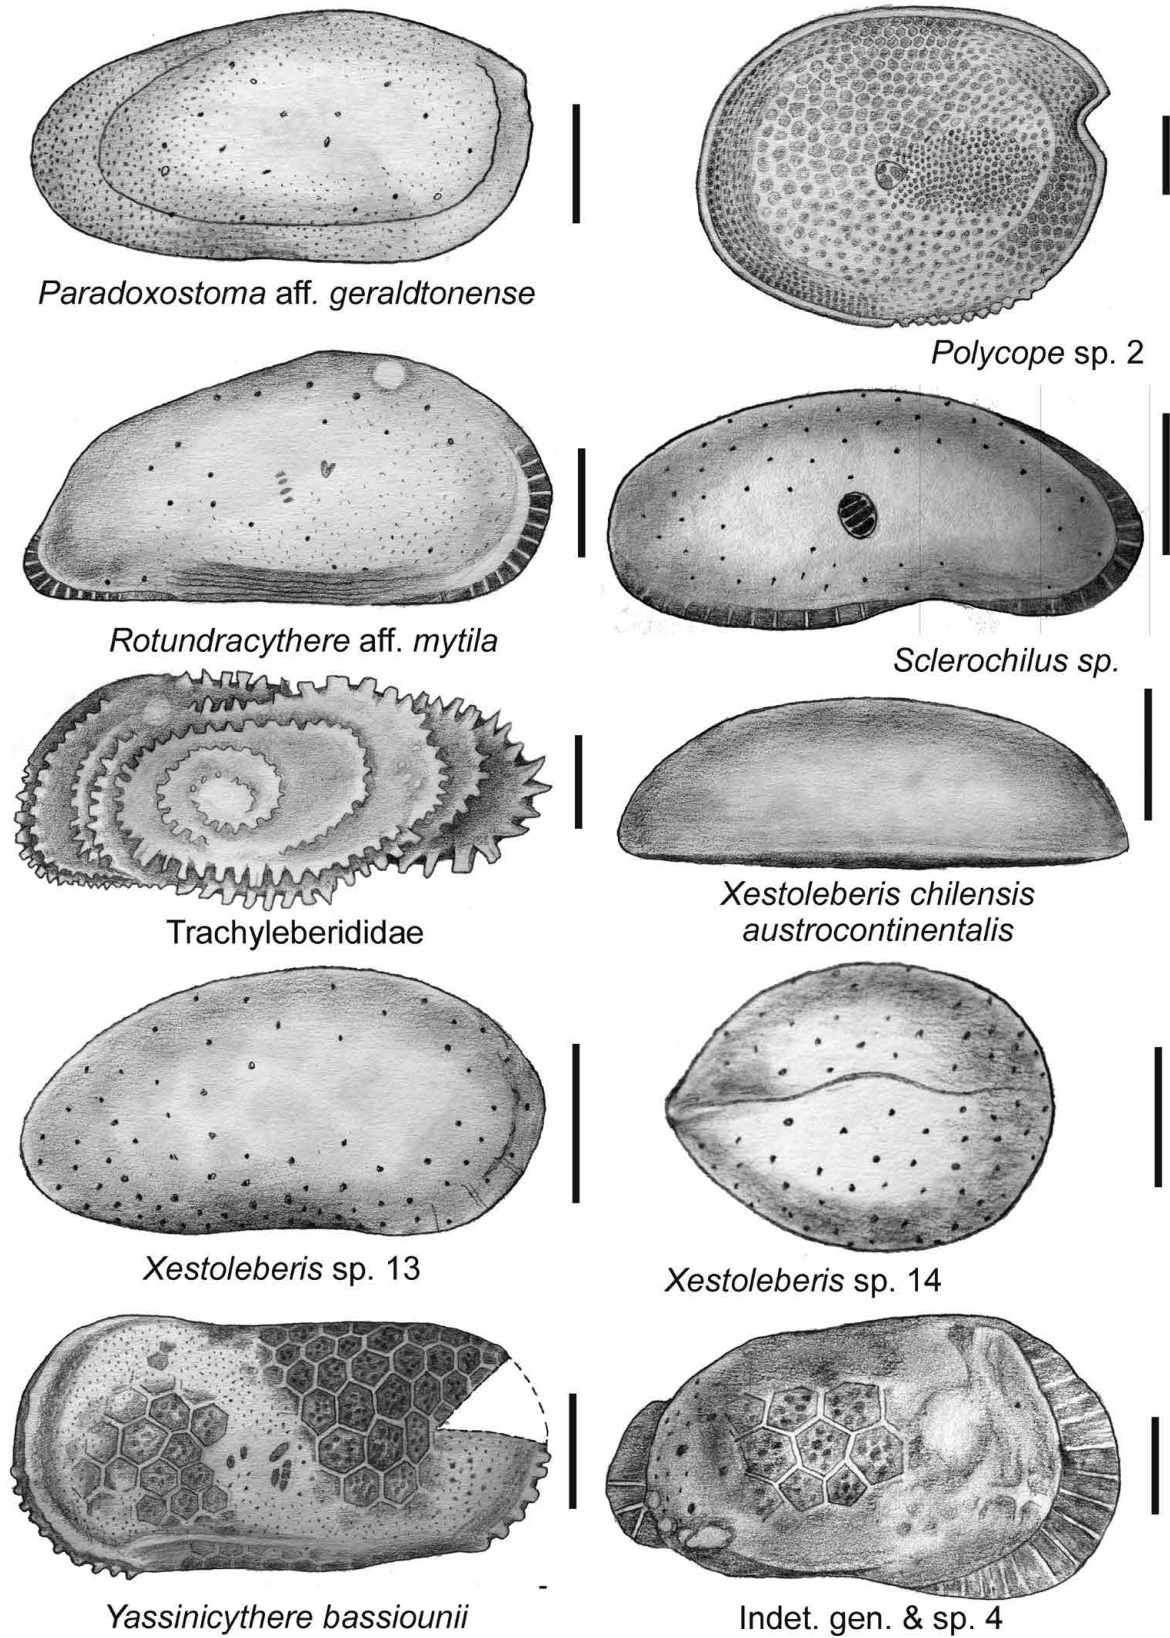 Paradoxostoma aff. geraldtonense
Polycope sp. 2
Rotundracythere aff. mytila
Sclerochilus sp.
Trachyleberididae
Xestoleberis chilensis
austrocontinentalis
Xestoleberis sp. 13
Xestoleberis sp. 14
Yassinicythere bassiounii
Indet. gen. & sp. 4